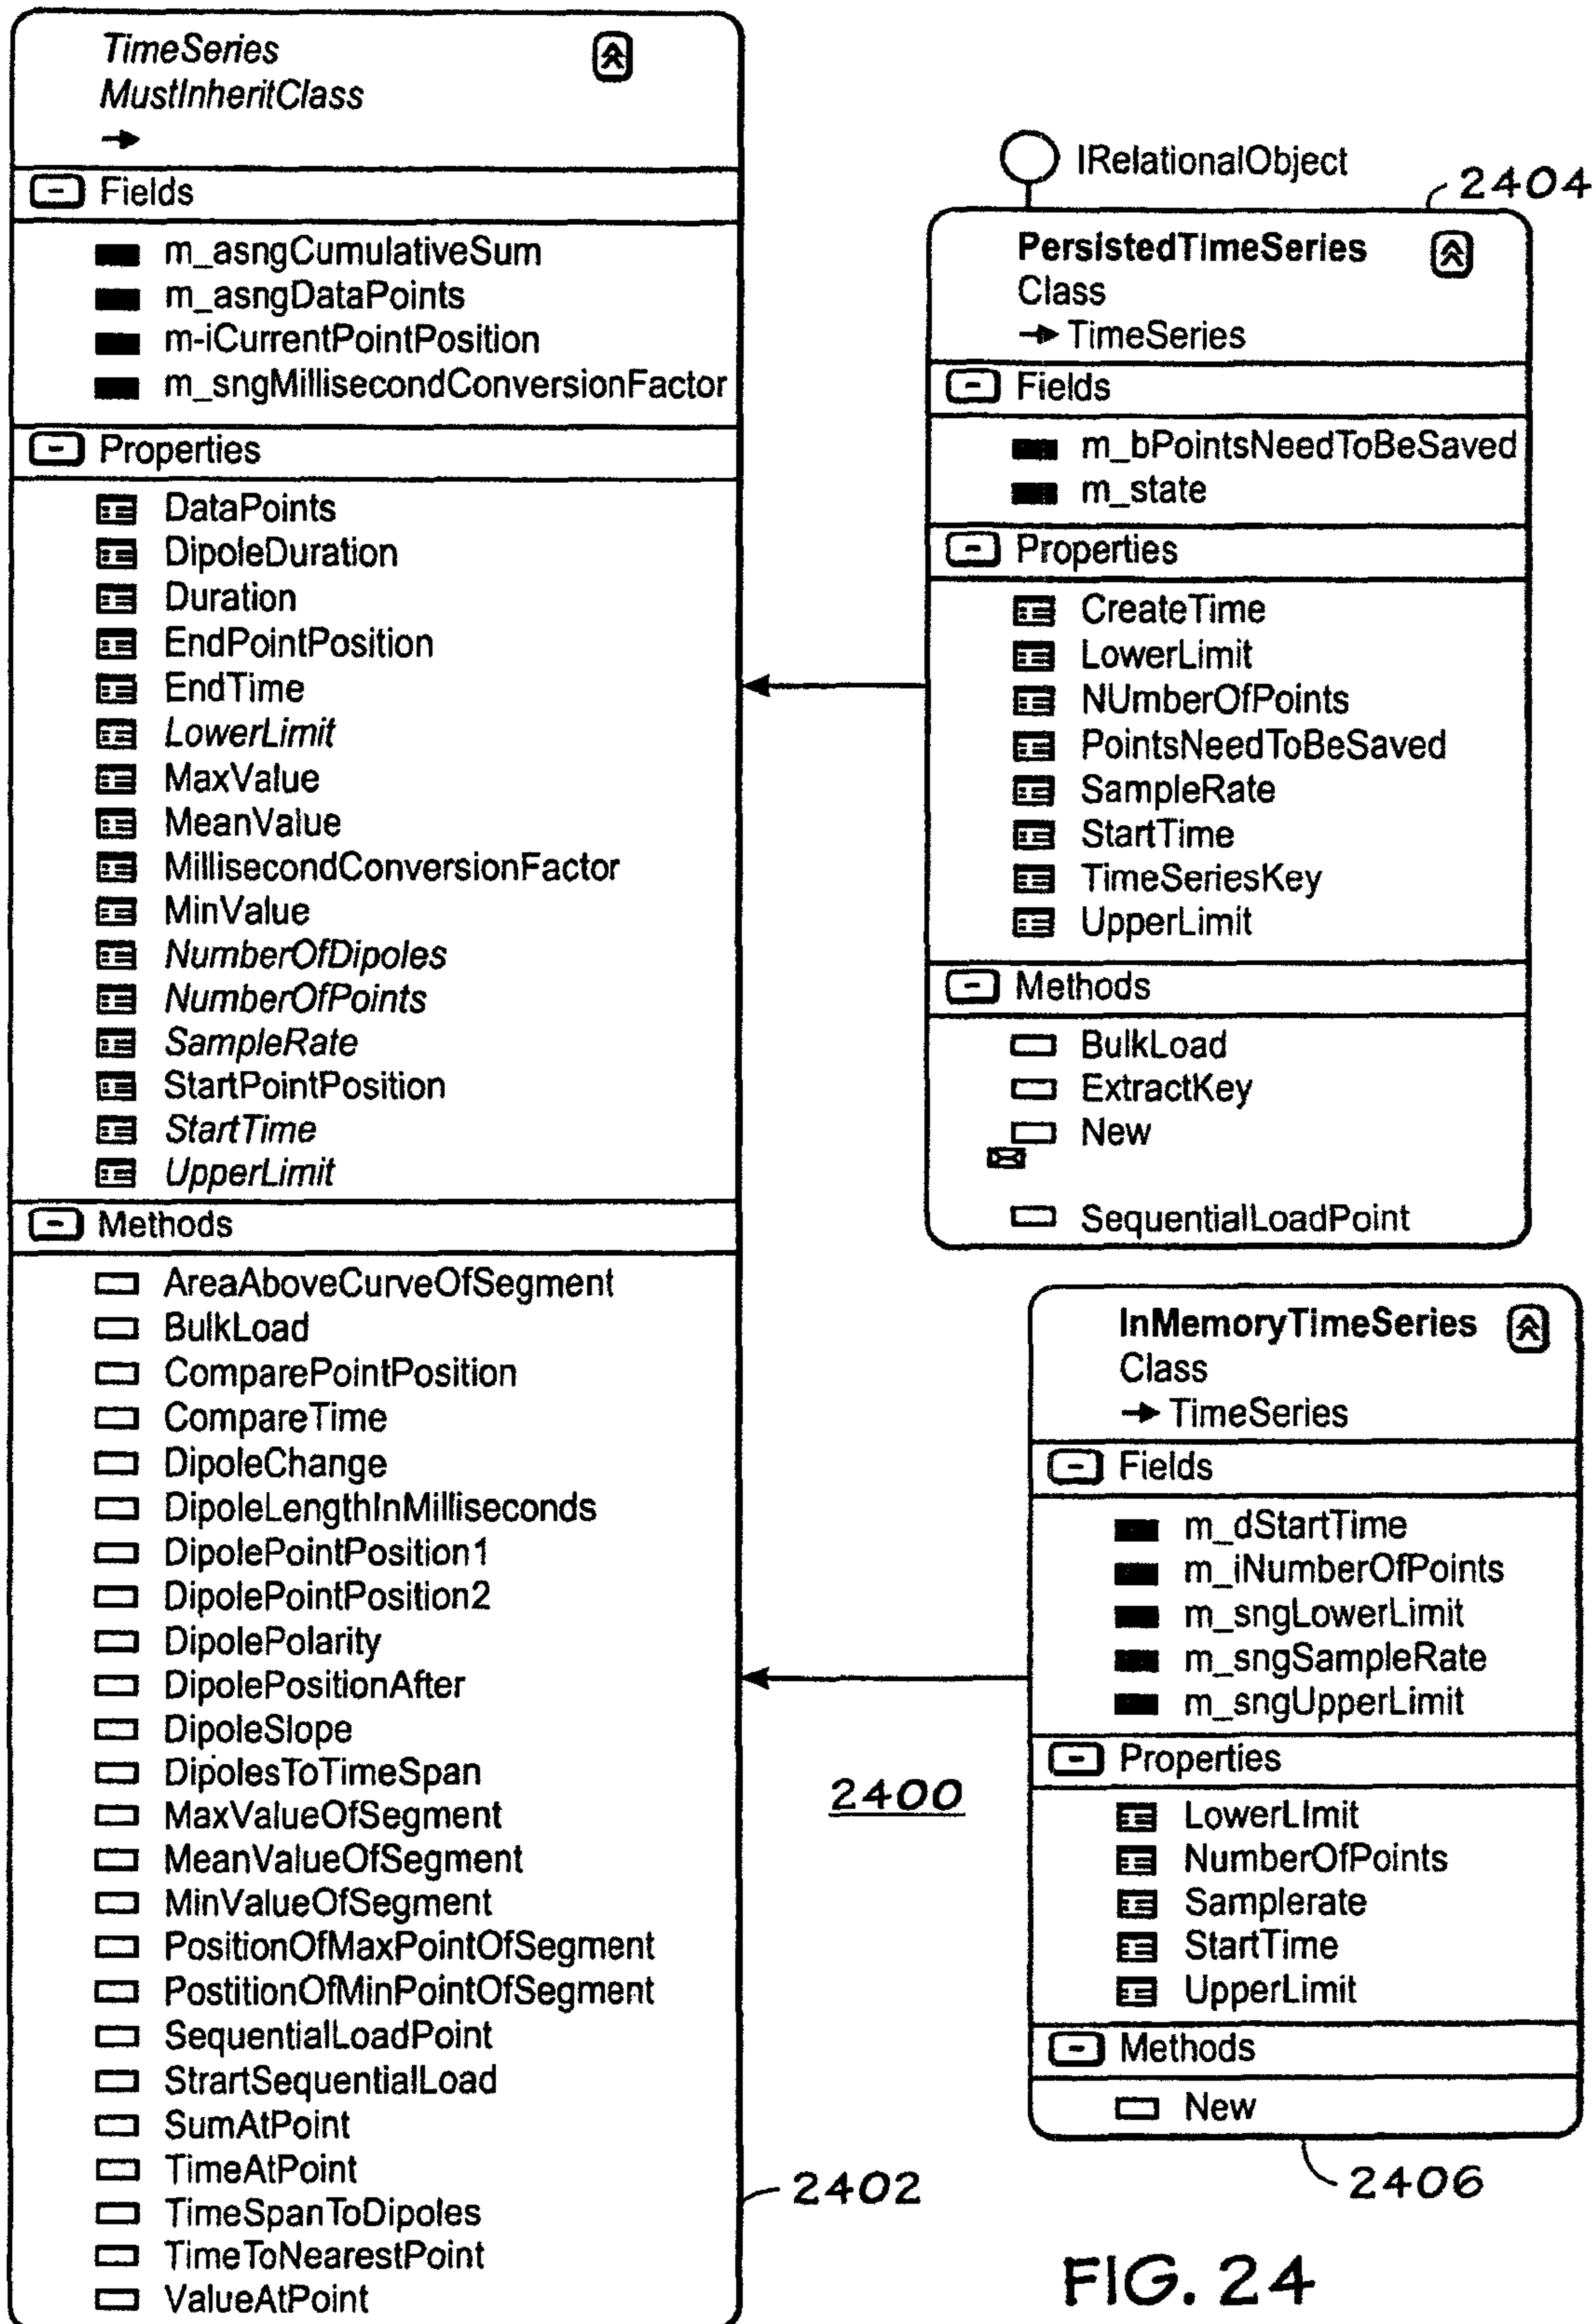 TimeSeries
MustInheritClass
Fields
m_asngCumulativeSum
m_asngDataPoints
m-iCurrentPointPosition
m_sngMillisecondConversionFactor
Properties
DataPoints
DipoleDuration
Duration
EndPointPosition
EndTime
LowerLimit
MaxValue
MeanValue
MillisecondConversionFactor
MinValue
NumberOfDipoles
NumberOfPoints
SampleRate
StartPointPosition
StartTime
UpperLimit
Methods
AreaAboveCurveOfSegment
BulkLoad
ComparePointPosition
CompareTime
DipoleChange
DipoleLengthInMilliseconds
DipolePointPosition1
DipolePointPosition2
DipolePolarity
DipolePositionAfter
DipoleSlope
DipolesToTimeSpan
MaxValueOfSegment
MeanValueOfSegment
MinValueOfSegment
PositionOfMaxPointOfSegment
PostitionOfMinPointOfSegment
SequentialLoadPoint
StrartSequentialLoad
SumAtPoint
TimeAtPoint
TimeSpanToDipoles
TimeToNearestPoint
ValueAtPoint
2402
IRelationalObject
2404
PersistedTimeSeries
Class
TimeSeries
Fields
m_bPointsNeedToBeSaved
m_state
Properties
CreateTime
LowerLimit
NUmberOfPoints
PointsNeedToBeSaved
SampleRate
StartTime
TimeSeriesKey
UpperLimit
Methods
BulkLoad
ExtractKey
New
SequentialLoadPoint
2400
InMemoryTimeSeries
Class
TimeSeries
Fields
m_dStartTime
m_iNumberOfPoints
m_sngLowerLimit
m_sngSampleRate
m_sngUpperLimit
Properties
LowerLImit
NumberOfPoints
Samplerate
StartTime
UpperLimit
Methods
New
2406
FIG. 24